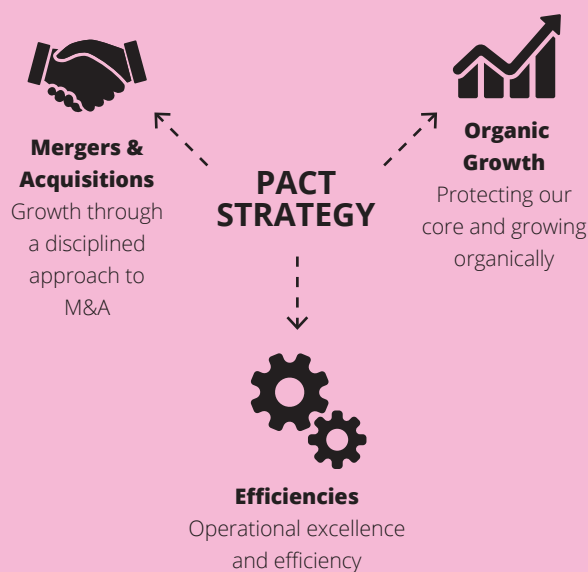 Mergers &
Acquisitions
Growth through
a disciplined
approach to
M&A
PACT
STRATEGY
Organic
Growth
Protecting our
core and growing
organically
Efficiencies
Operational excellence
and efficiency